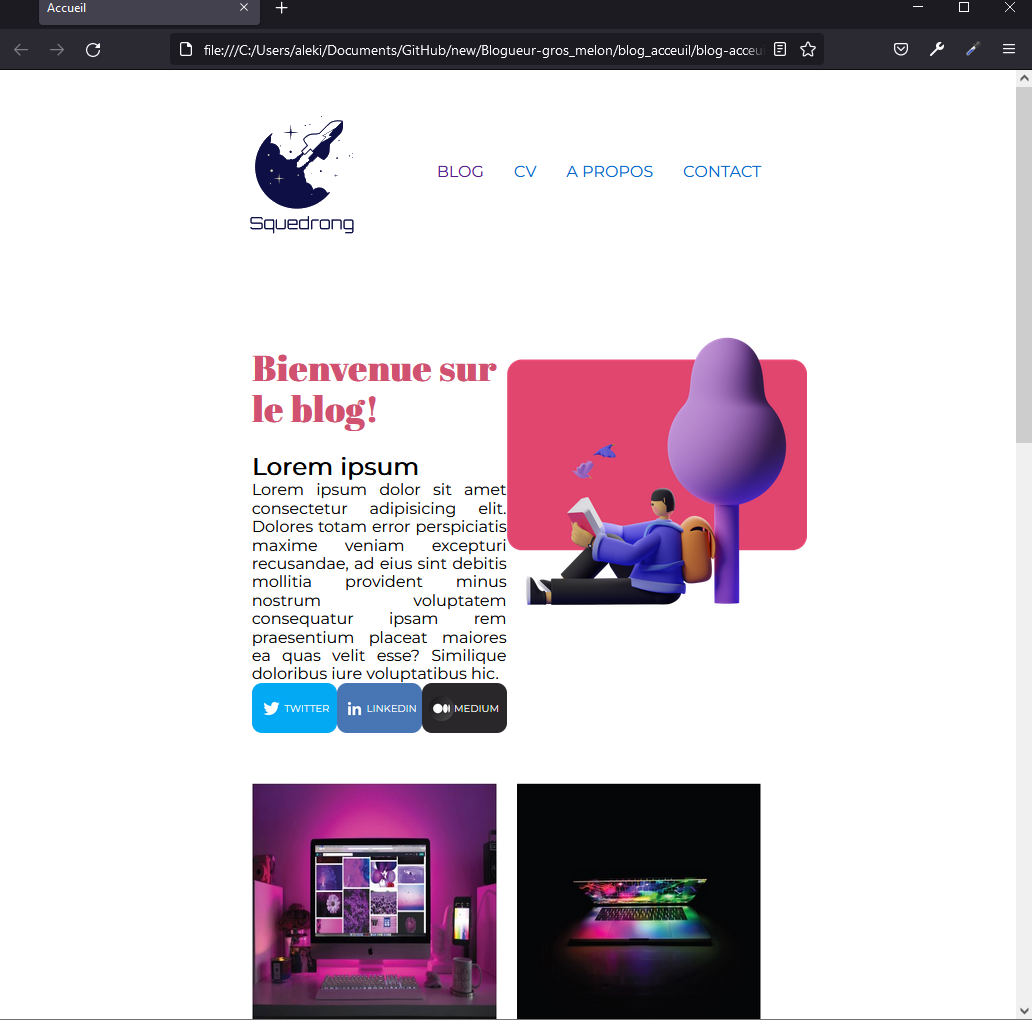 Accueil
file:///C:/Users/aleki/Documents/GitHub/new/Blogueur-gros_melon/blog_acceuil/blog-acceui
Squedrong
BLOG CV A PROPOS CONTACT
Bienvenue sur
le blog!
Lorem ipsum
Lorem ipsum dolor sit amet
consectetur adipisicing elit.
Dolores totam error perspiciatis
maxime veniam excepturi
recusandae, ad eius sint debitis
mollitia provident minus
nostrum voluptatem
consequatur ipsam rem
praesentium placeat maiores
ea quas velit esse? Similique
doloribus iure voluptatibus hic.
TWITTER LINKEDIN MEDIUM